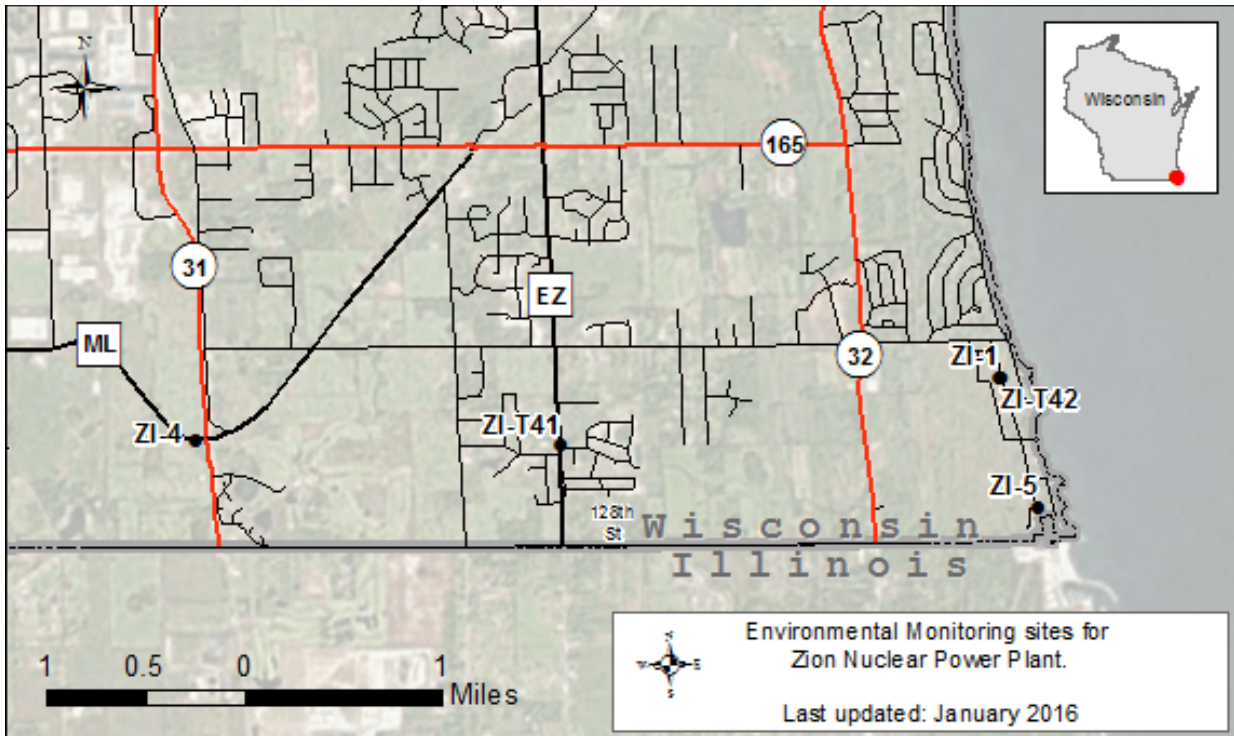 N
Wisconsin
165
31
EZ
ML
32
ZI-1
ZI-T42
ZI-4
ZI-T41
ZI-5
128th
St
Wisconsin
Illinois
1 0.5 0 1
Miles
N
W E
S
Environmental Monitoring sites for
Zion Nuclear Power Plant.
Last updated: January 2016